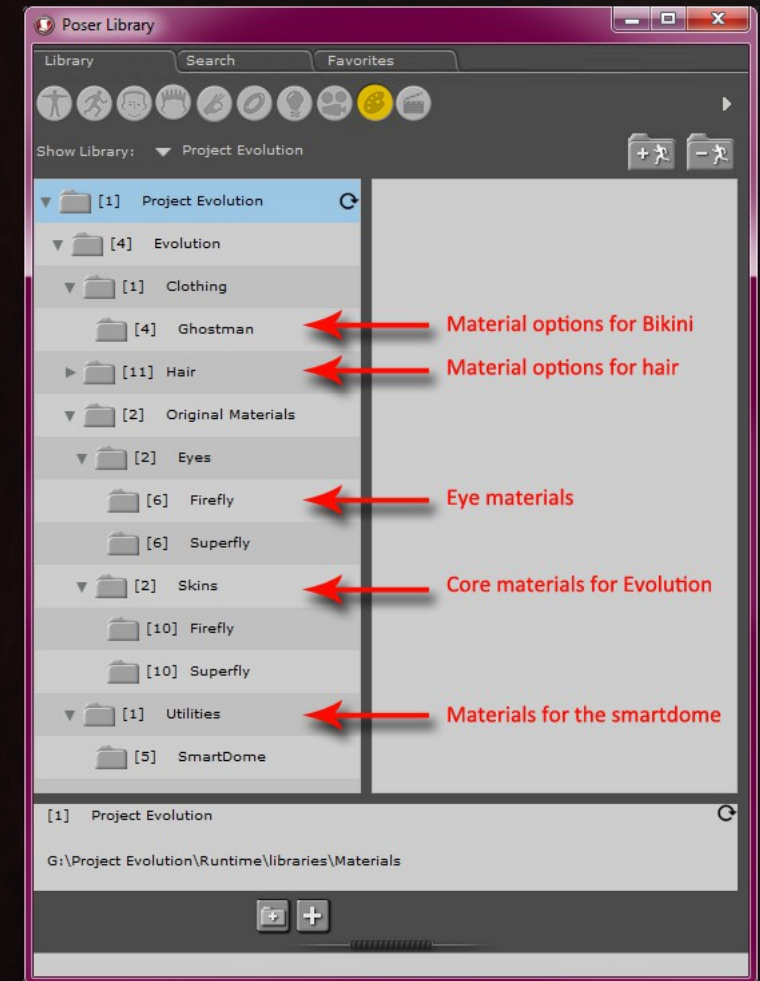 Poser Library
Library Search Favorites
Show Library: Project Evolution
[1] Project Evolution
[4] Evolution
[1] Clothing
[4] Ghostman Material options for Bikini
[11] Hair Material options for hair
[2] Original Materials
[2] Eyes
[6] Firefly Eye materials
[6] Superfly
[2] Skins Core materials for Evolution
[10] Firefly
[10] Superfly
[1] Utilities Materials for the smartdome
[5] SmartDome
[1] Project Evolution
G:\Project Evolution\Runtime\libraries\Materials